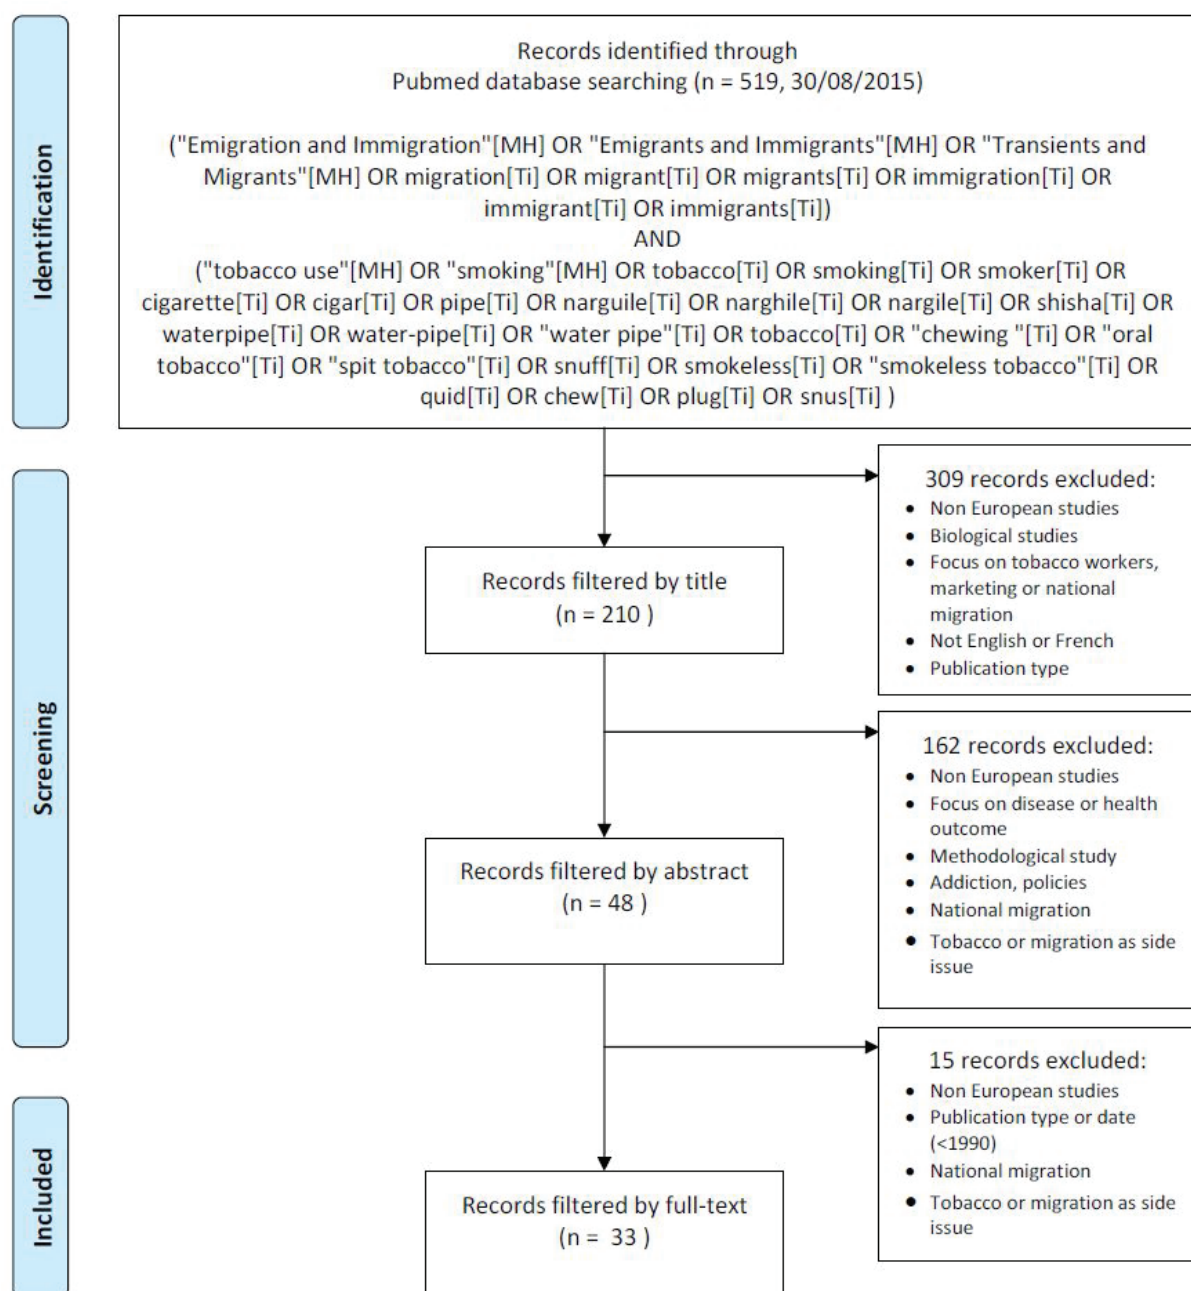 Identification
Records identified through
Pubmed database searching (n = 519, 30/08/2015)
("Emigration and Immigration"[MH] OR "Emigrants and Immigrants"[MH] OR "Transients and
Migrants"[MH] OR migration[Ti] OR migrant[Ti] OR migrants[Ti] OR immigration[Ti] OR
immigrant[Ti] OR immigrants[Ti])
AND
("tobacco use"[MH] OR "smoking"[MH] OR tobacco[Ti] OR smoking[Ti] OR smoker[Ti] OR
cigarette[Ti] OR cigar[Ti] OR pipe[Ti] OR narguile[Ti] OR narghile[Ti] OR nargile[Ti] OR shisha[Ti] OR
waterpipe[Ti] OR water-pipe[Ti] OR "water pipe"[Ti] OR tobacco[Ti] OR "chewing "[Ti] OR "oral
tobacco"[Ti] OR "spit tobacco"[Ti] OR snuff[Ti] OR smokeless[Ti] OR "smokeless tobacco"[Ti] OR
quid[Ti] OR chew[Ti] OR plug[Ti] OR snus[Ti] )
Screening
309 records excluded:
• Non European studies
• Biological studies
• Focus on tobacco workers,
marketing or national
migration
• Not English or French
• Publication type
Records filtered by title
(n = 210 )
162 records excluded:
• Non European studies
• Focus on disease or health
outcome
• Methodological study
• Addiction, policies
• National migration
• Tobacco or migration as side
issue
Records filtered by abstract
(n = 48 )
15 records excluded:
• Non European studies
• Publication type or date
(<1990)
• National migration
• Tobacco or migration as side
issue
Included
Records filtered by full-text
(n = 33 )